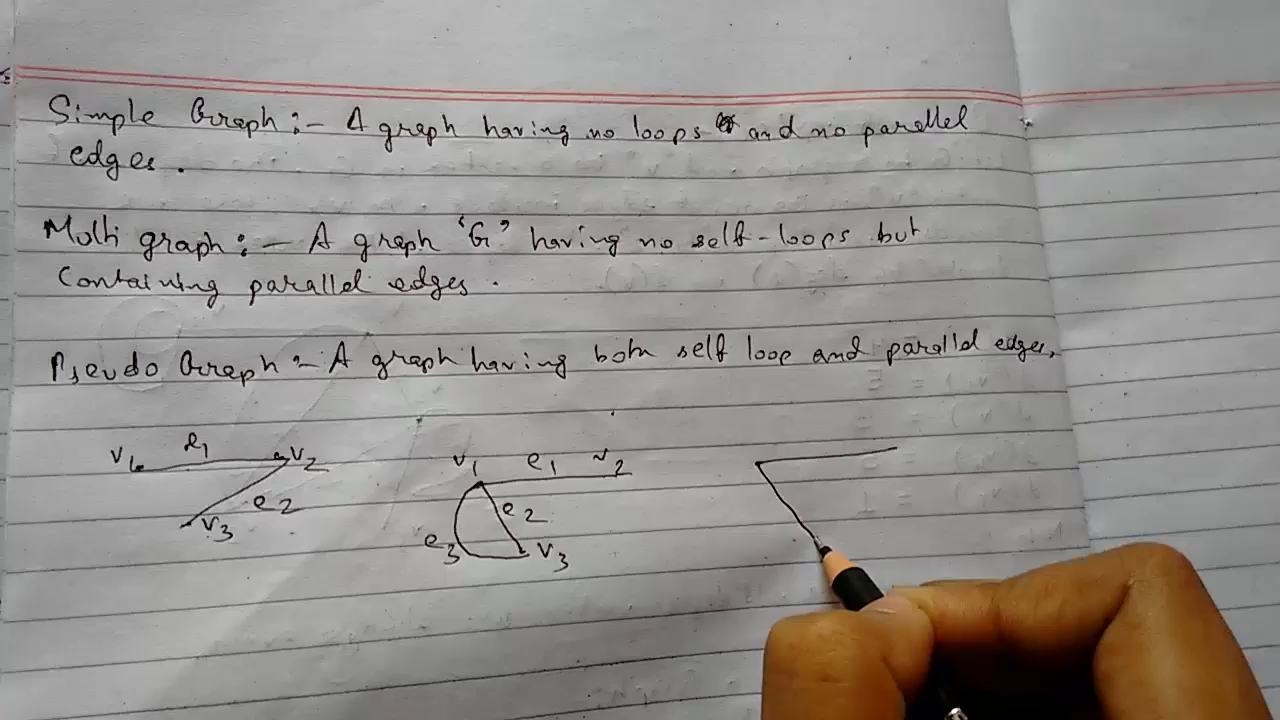 Simple Graph :- A graph having no loops and no parallel
edges.
Multi graph :- A graph 'G' having no self-loops but
Containing parallel edges.
Pseudo Graph :- A graph having both self loop and parallel edges,
v1 e1 v2
e2
v3
v1 e1 v2
e2
e3 v3